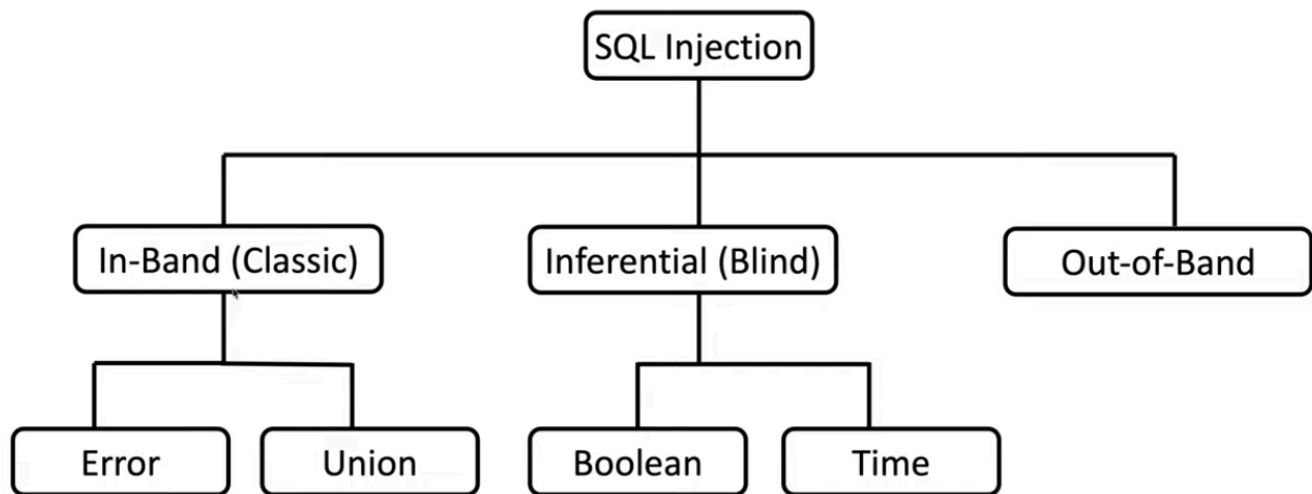 SQL Injection
In-Band (Classic)
Inferential (Blind)
Out-of-Band
Error
Union
Boolean
Time